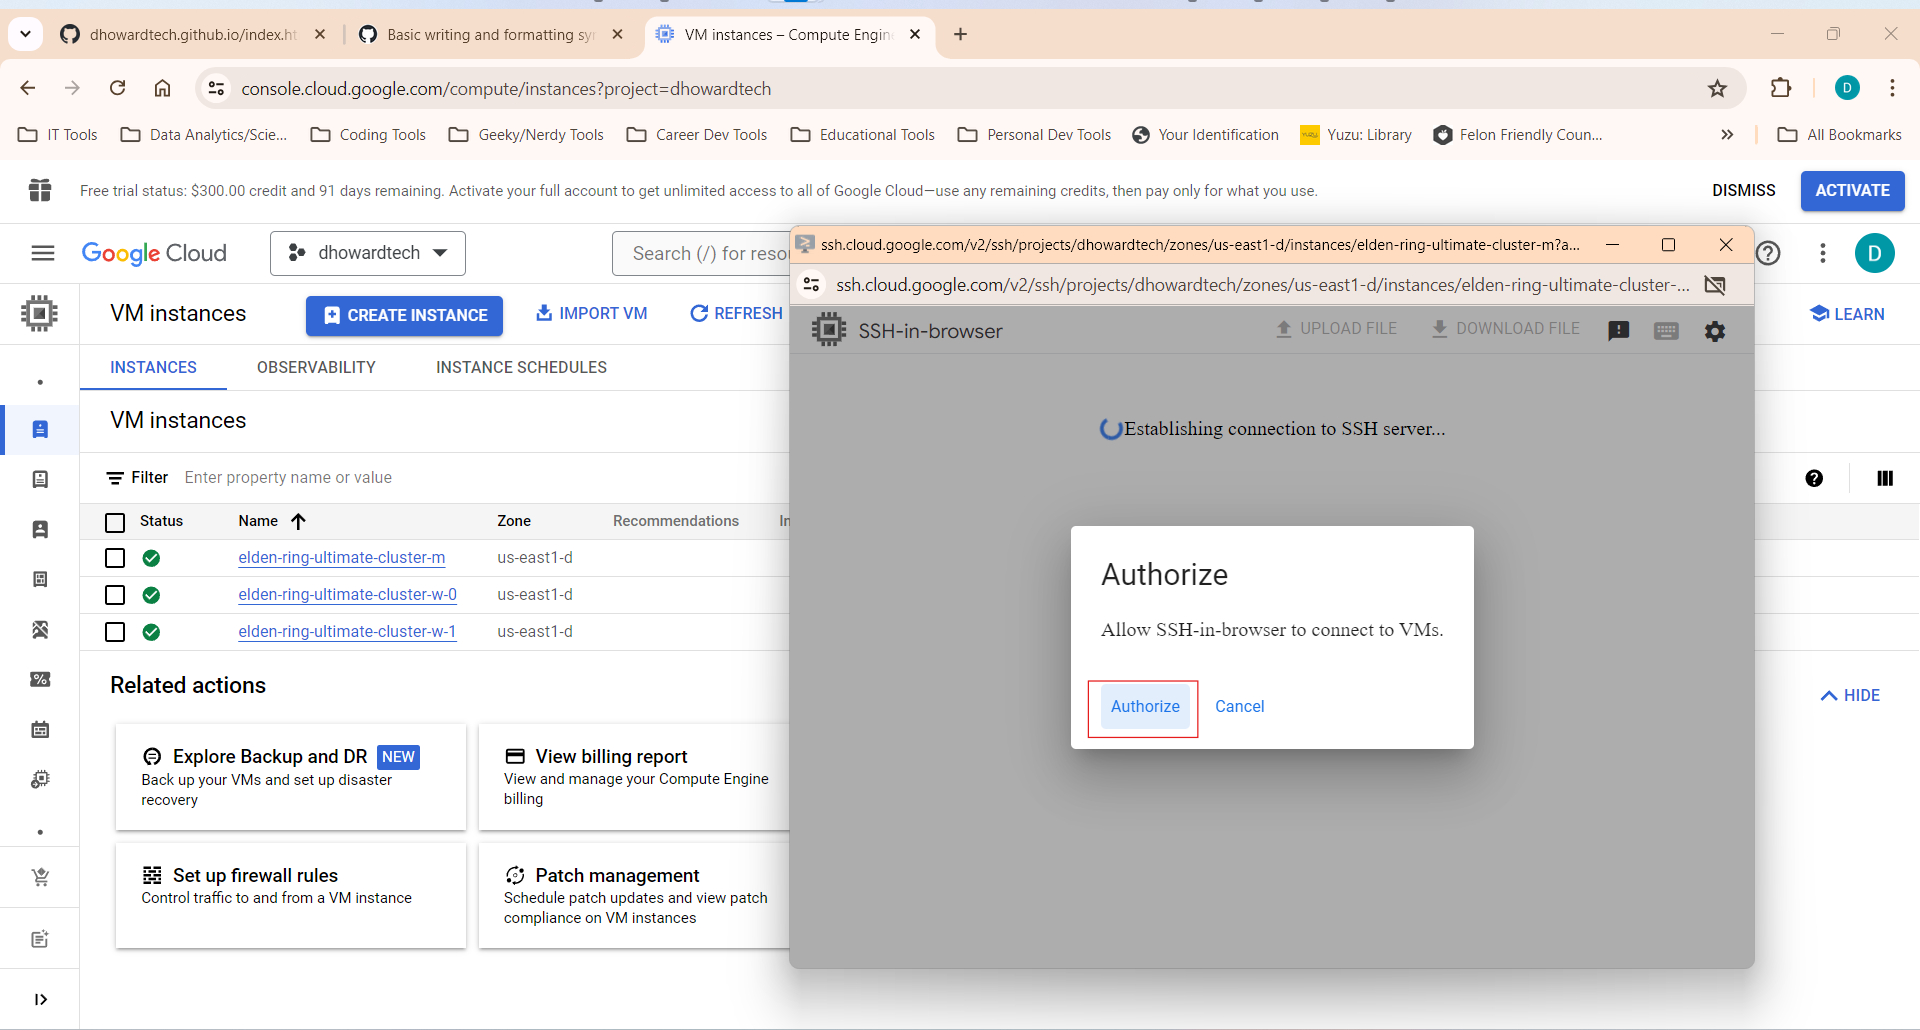 dhowardtech.github.io/index.ht
Basic writing and formatting syn
VM instances – Compute Engin
console.cloud.google.com/compute/instances?project=dhowardtech
D
IT Tools
Data Analytics/Scie...
Coding Tools
Geeky/Nerdy Tools
Career Dev Tools
Educational Tools
Personal Dev Tools
Your Identification
Yuzu: Library
Felon Friendly Coun...
All Bookmarks
Free trial status: $300.00 credit and 91 days remaining. Activate your full account to get unlimited access to all of Google Cloud—use any remaining credits, then pay only for what you use.
DISMISS
ACTIVATE
Google Cloud
dhowardtech
Search (/) for resou
D
VM instances
CREATE INSTANCE
IMPORT VM
REFRESH
LEARN
INSTANCES
OBSERVABILITY
INSTANCE SCHEDULES
VM instances
Filter
Enter property name or value
Status
Name
Zone
Recommendations
In
elden-ring-ultimate-cluster-m
us-east1-d
elden-ring-ultimate-cluster-w-0
us-east1-d
elden-ring-ultimate-cluster-w-1
us-east1-d
Related actions
HIDE
Explore Backup and DR NEW
Back up your VMs and set up disaster
recovery
View billing report
View and manage your Compute Engine
billing
Set up firewall rules
Control traffic to and from a VM instance
Patch management
Schedule patch updates and view patch
compliance on VM instances
ssh.cloud.google.com/v2/ssh/projects/dhowardtech/zones/us-east1-d/instances/elden-ring-ultimate-cluster-m?a...
ssh.cloud.google.com/v2/ssh/projects/dhowardtech/zones/us-east1-d/instances/elden-ring-ultimate-cluster-...
SSH-in-browser
UPLOAD FILE
DOWNLOAD FILE
Establishing connection to SSH server...
Authorize
Allow SSH-in-browser to connect to VMs.
Authorize
Cancel